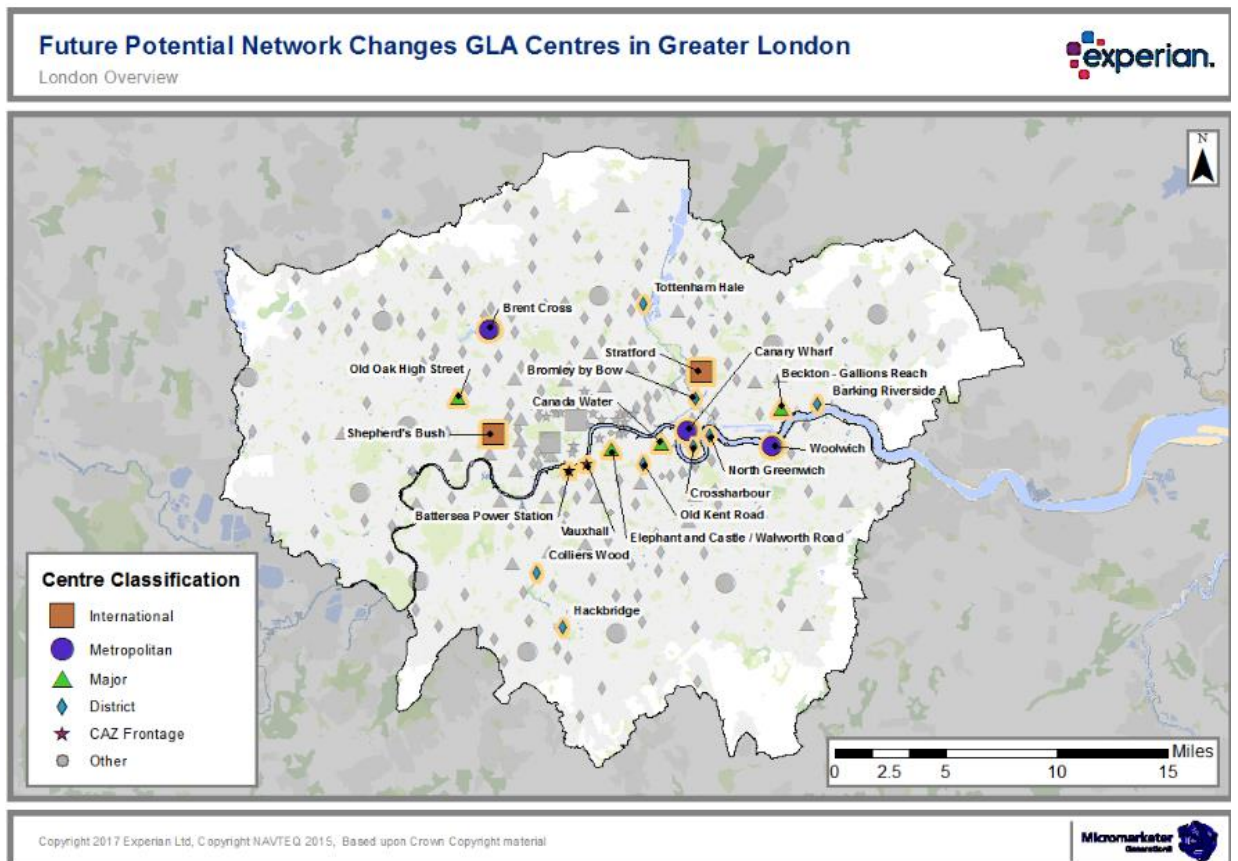 Future Potential Network Changes GLA Centres in Greater London
London Overview
experian.
N
Tottenham Hale
Brent Cross
Stratford
Canary Wharf
Old Oak High Street
Bromley by Bow
Beckton - Gallions Reach
Canada Water
Barking Riverside
Shepherd's Bush
Woolwich
North Greenwich
Crossharbour
Battersea Power Station
Old Kent Road
Vauxhall
Elephant and Castle / Walworth Road
Colliers Wood
Hackbridge
Centre Classification
International
Metropolitan
Major
District
CAZ Frontage
Other
Miles
0 2.5 5 10 15
Copyright 2017 Experian Ltd, Copyright NAVTEQ 2015, Based upon Crown Copyright material
Micromarketer